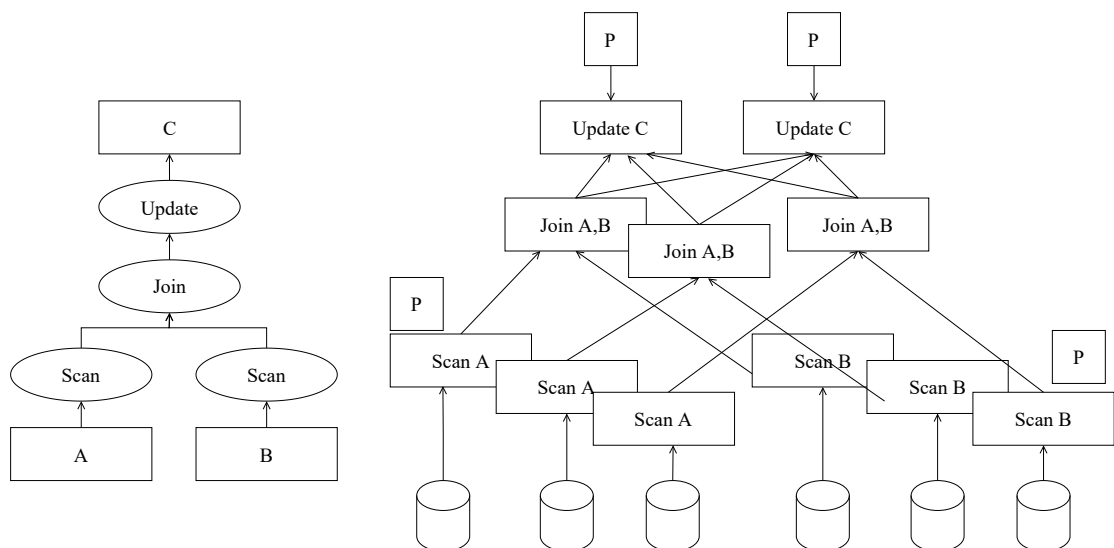 P
P
C
Update C
Update C
Update
Join A,B
Join A,B
Join A,B
Join
P
Scan A
Scan B
P
Scan
Scan
Scan A
Scan B
Scan A
Scan B
A
B